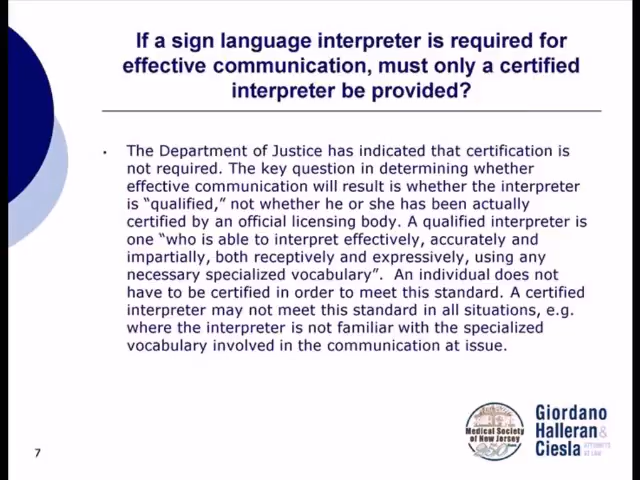 If a sign language interpreter is required for
effective communication, must only a certified
interpreter be provided?
• The Department of Justice has indicated that certification is
not required. The key question in determining whether
effective communication will result is whether the interpreter
is “qualified,” not whether he or she has been actually
certified by an official licensing body. A qualified interpreter is
one “who is able to interpret effectively, accurately and
impartially, both receptively and expressively, using any
necessary specialized vocabulary”. An individual does not
have to be certified in order to meet this standard. A certified
interpreter may not meet this standard in all situations, e.g.
where the interpreter is not familiar with the specialized
vocabulary involved in the communication at issue.
Medical Society
of New Jersey
250
Giordano
Halleran &
Ciesla
ATTORNEYS
AT LAW
7